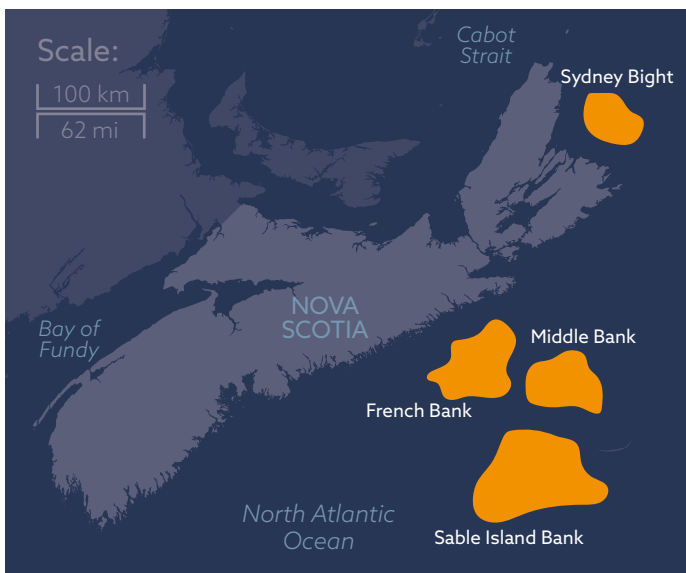 Scale:
100 km
62 mi
Cabot
Strait
Sydney Bight
NOVA
SCOTIA
Bay of
Fundy
Middle Bank
French Bank
North Atlantic
Ocean
Sable Island Bank